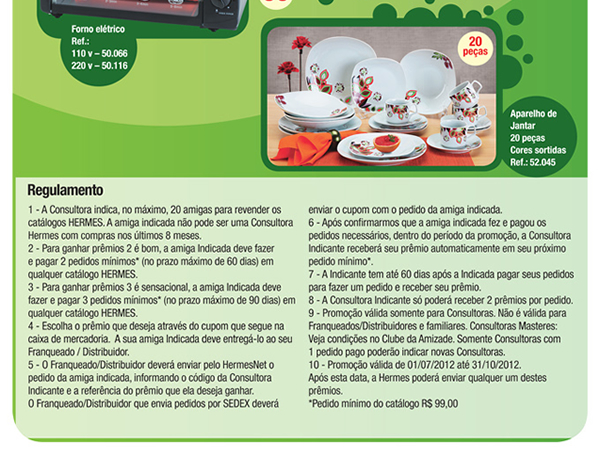 Forno elétrico
Ref.:
110 v – 50.066
220 v – 50.116
20
peças
Aparelho de
Jantar
20 peças
Cores sortidas
Ref.: 52.045
Regulamento
1 - A Consultora indica, no máximo, 20 amigas para revender os
catálogos HERMES. A amiga indicada não pode ser uma Consultora
Hermes com compras nos últimos 8 meses.
2 - Para ganhar prêmios 2 é bom, a amiga Indicada deve fazer
e pagar 2 pedidos mínimos* (no prazo máximo de 60 dias) em
qualquer catálogo HERMES.
3 - Para ganhar prêmios 3 é sensacional, a amiga Indicada deve
fazer e pagar 3 pedidos mínimos* (no prazo máximo de 90 dias) em
qualquer catálogo HERMES.
4 - Escolha o prêmio que deseja através do cupom que segue na
caixa de mercadoria. A sua amiga Indicada deve entregá-lo ao seu
Franqueado / Distribuidor.
5 - O Franqueado/Distribuidor deverá enviar pelo HermesNet o
pedido da amiga indicada, informando o código da Consultora
Indicante e a referência do prêmio que ela deseja ganhar.
O Franqueado/Distribuidor que envia pedidos por SEDEX deverá
enviar o cupom com o pedido da amiga indicada.
6 - Após confirmarmos que a amiga indicada fez e pagou os
pedidos necessários, dentro do período da promoção, a Consultora
Indicante receberá seu prêmio automaticamente em seu próximo
pedido mínimo*.
7 - A Indicante tem até 60 dias após a Indicada pagar seus pedidos
para fazer um pedido e receber seu prêmio.
8 - A Consultora Indicante só poderá receber 2 prêmios por pedido.
9 - Promoção válida somente para Consultoras. Não é válida para
Franqueados/Distribuidores e familiares. Consultoras Masteres:
Veja condições no Clube da Amizade. Somente Consultoras com
1 pedido pago poderão indicar novas Consultoras.
10 - Promoção válida de 01/07/2012 até 31/10/2012.
Após esta data, a Hermes poderá enviar qualquer um destes
prêmios.
*Pedido mínimo do catálogo R$ 99,00